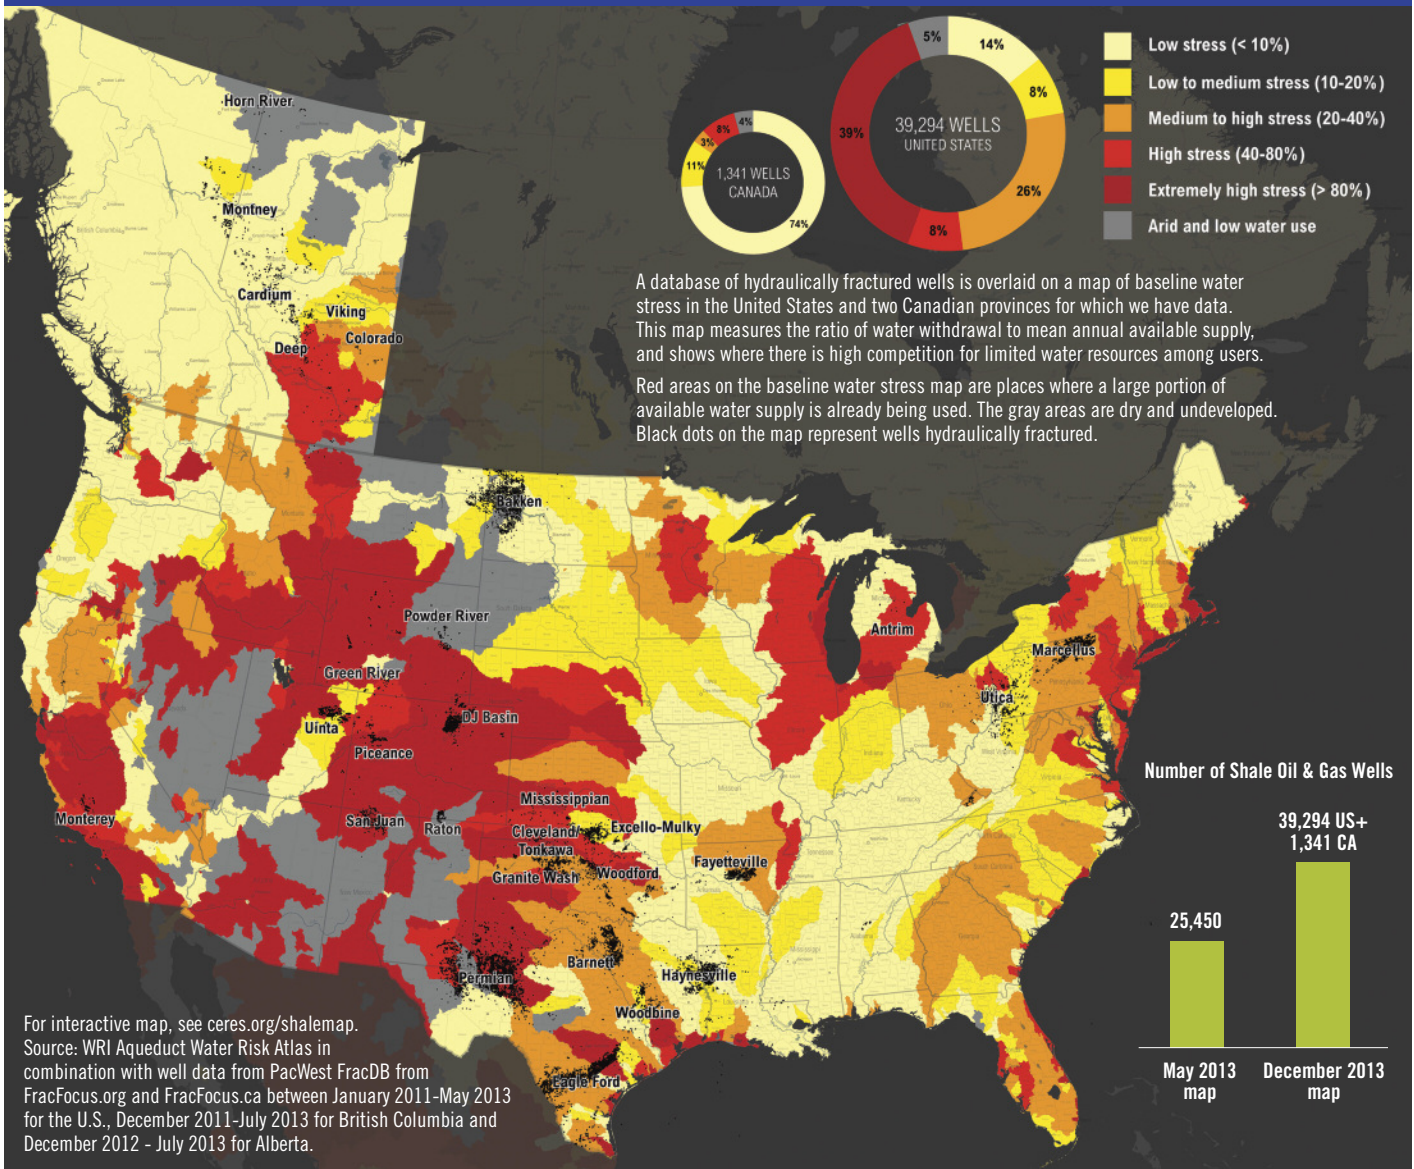 5%
14%
8%
39%
39,294 WELLS
UNITED STATES
26%
8%
4%
8%
3%
11%
1,341 WELLS
CANADA
74%
Low stress (< 10%)
Low to medium stress (10-20%)
Medium to high stress (20-40%)
High stress (40-80%)
Extremely high stress (> 80%)
Arid and low water use
A database of hydraulically fractured wells is overlaid on a map of baseline water
stress in the United States and two Canadian provinces for which we have data.
This map measures the ratio of water withdrawal to mean annual available supply,
and shows where there is high competition for limited water resources among users.
Red areas on the baseline water stress map are places where a large portion of
available water supply is already being used. The gray areas are dry and undeveloped.
Black dots on the map represent wells hydraulically fractured.
Horn River
Montney
Cardium
Viking
Colorado
Deep
Bakken
Powder River
Antrim
Marcellus
Green River
Utica
Uinta
DJ Basin
Piceance
Mississippian
Monterey
San Juan
Raton
Cleveland/
Tonkawa
Excello-Mulky
Granite Wash
Woodford
Fayetteville
Barnett
Haynesville
Permian
Woodbine
Eagle Ford
Number of Shale Oil & Gas Wells
39,294 US+
1,341 CA
25,450
May 2013
map
December 2013
map
For interactive map, see ceres.org/shalemap.
Source: WRI Aqueduct Water Risk Atlas in
combination with well data from PacWest FracDB from
FracFocus.org and FracFocus.ca between January 2011-May 2013
for the U.S., December 2011-July 2013 for British Columbia and
December 2012 - July 2013 for Alberta.